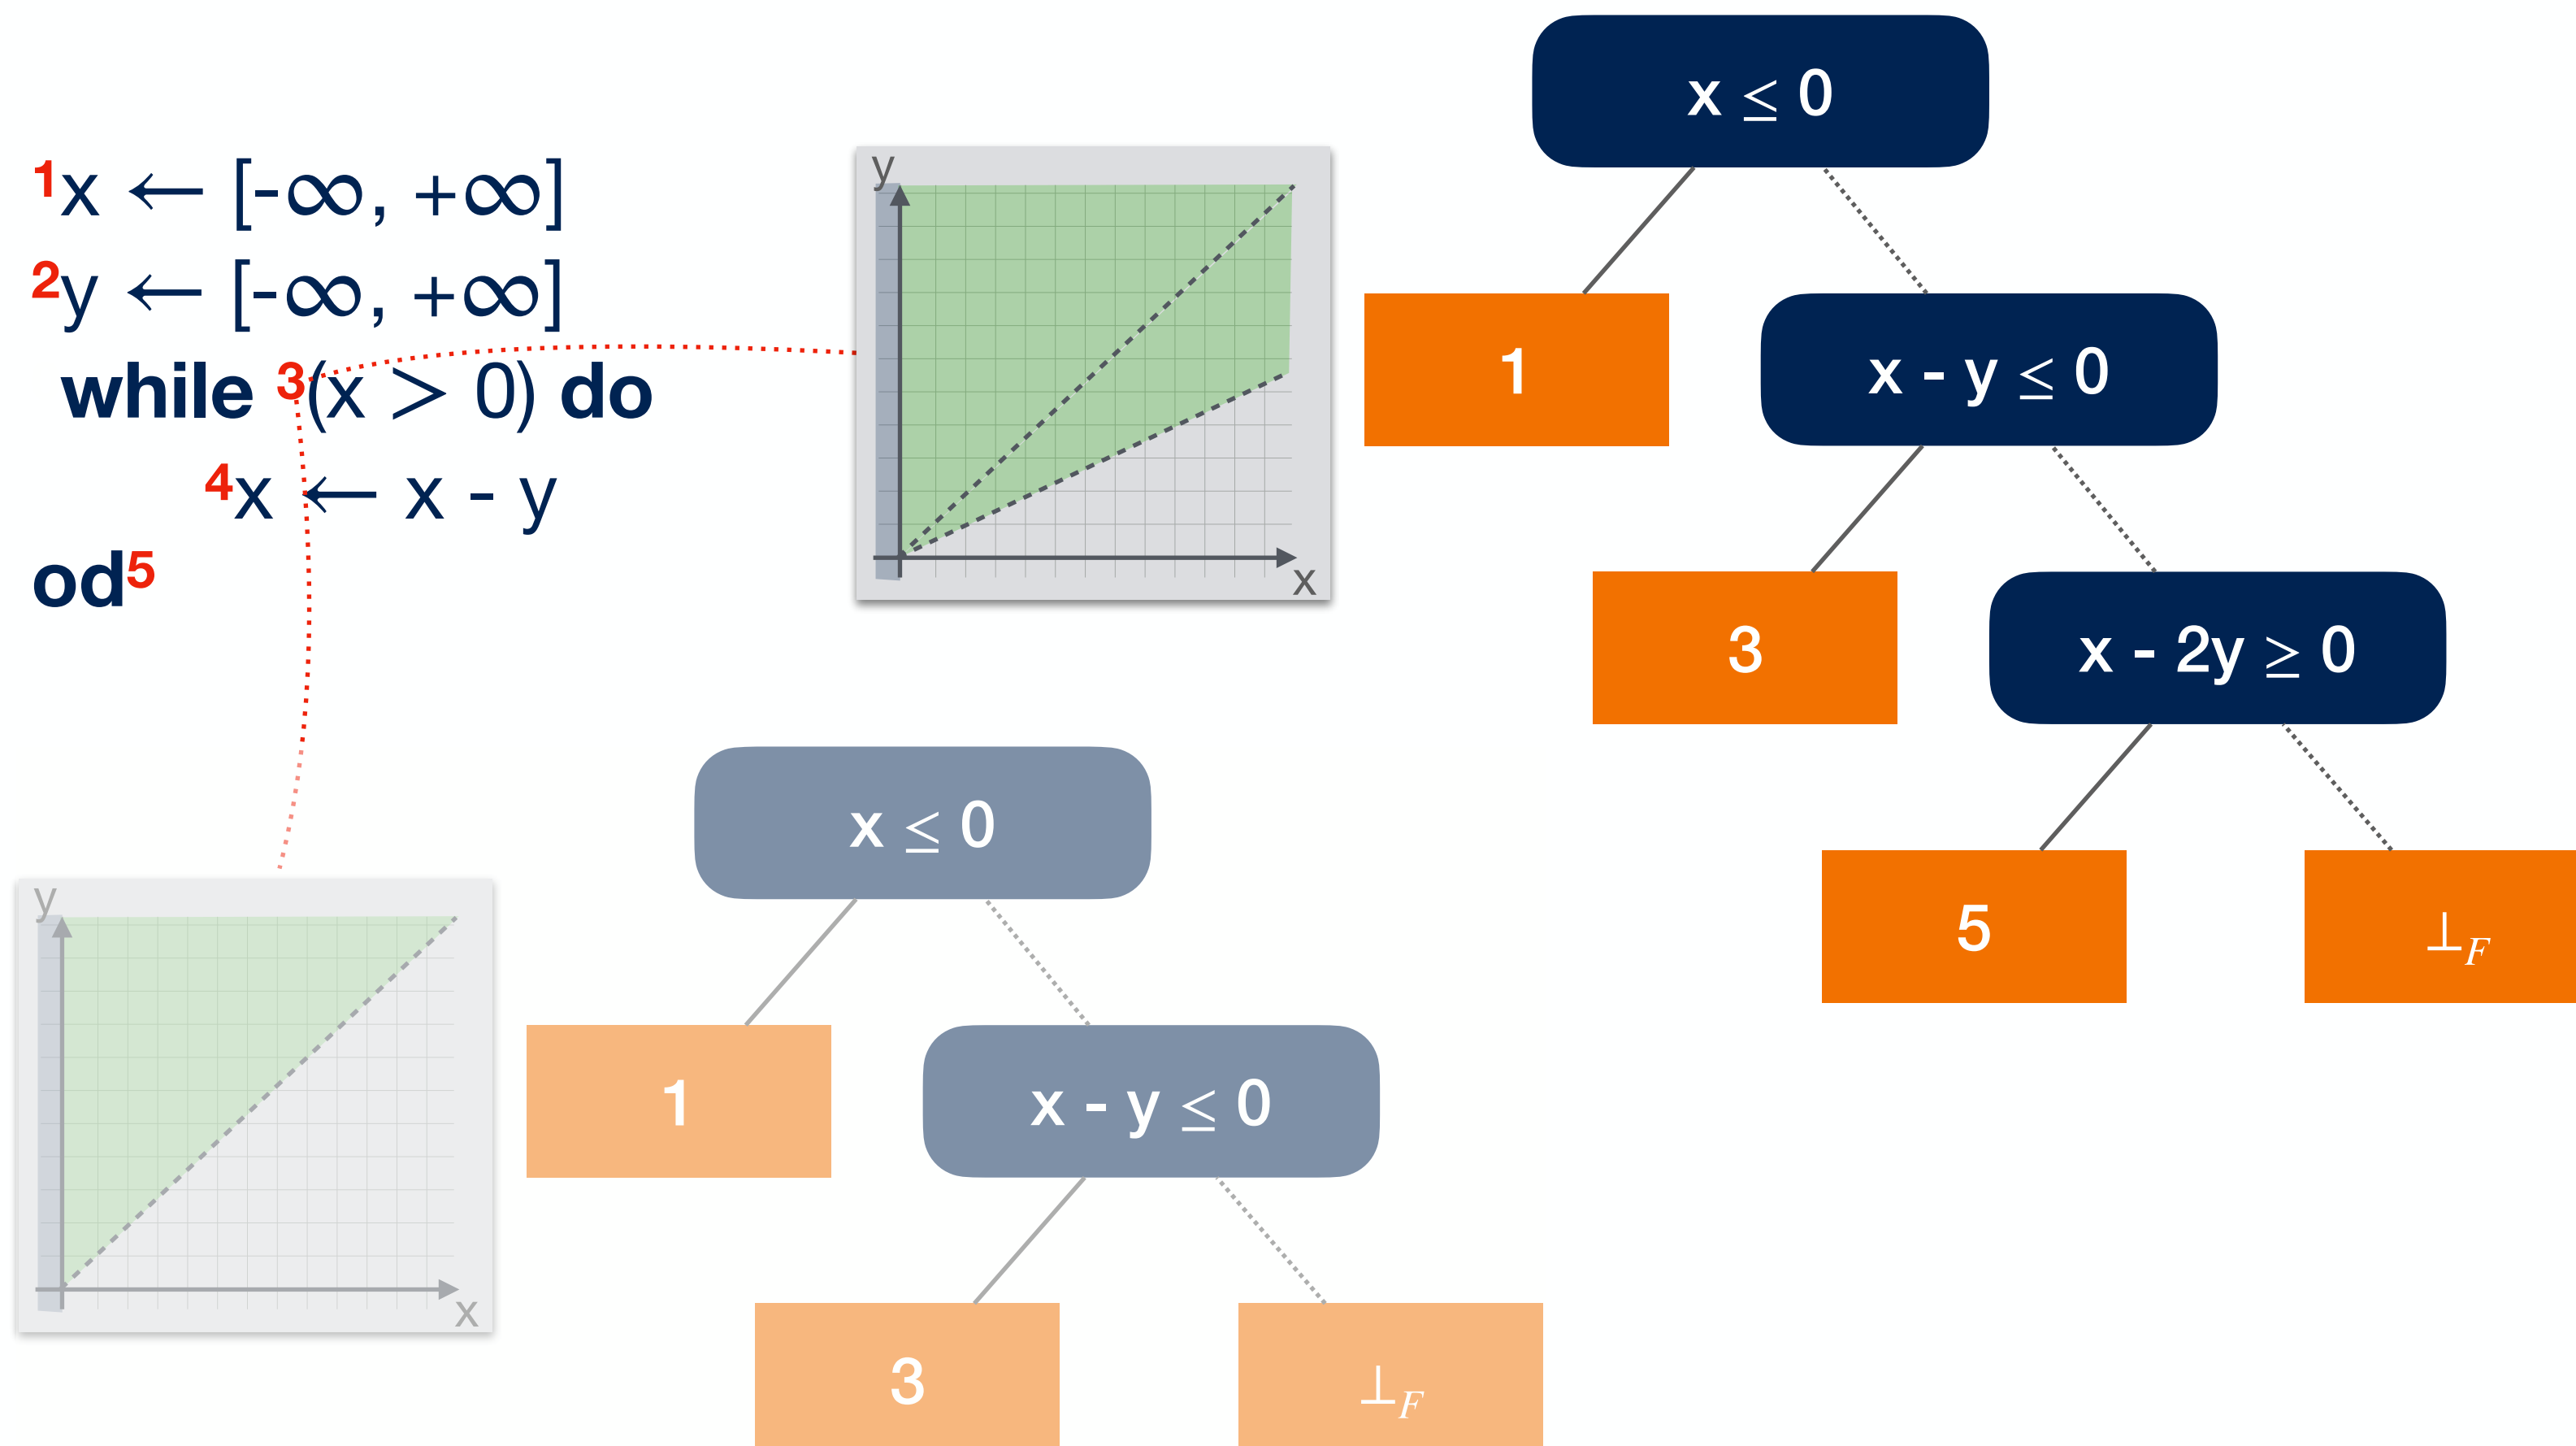 1x ← [-∞, +∞]
2y ← [-∞, +∞]
while 3(x > 0) do
4x ← x - y
od5
y
x
x ≤ 0
1
x - y ≤ 0
3
x - 2y ≥ 0
5
⊥F
y
x
x ≤ 0
1
x - y ≤ 0
3
⊥F